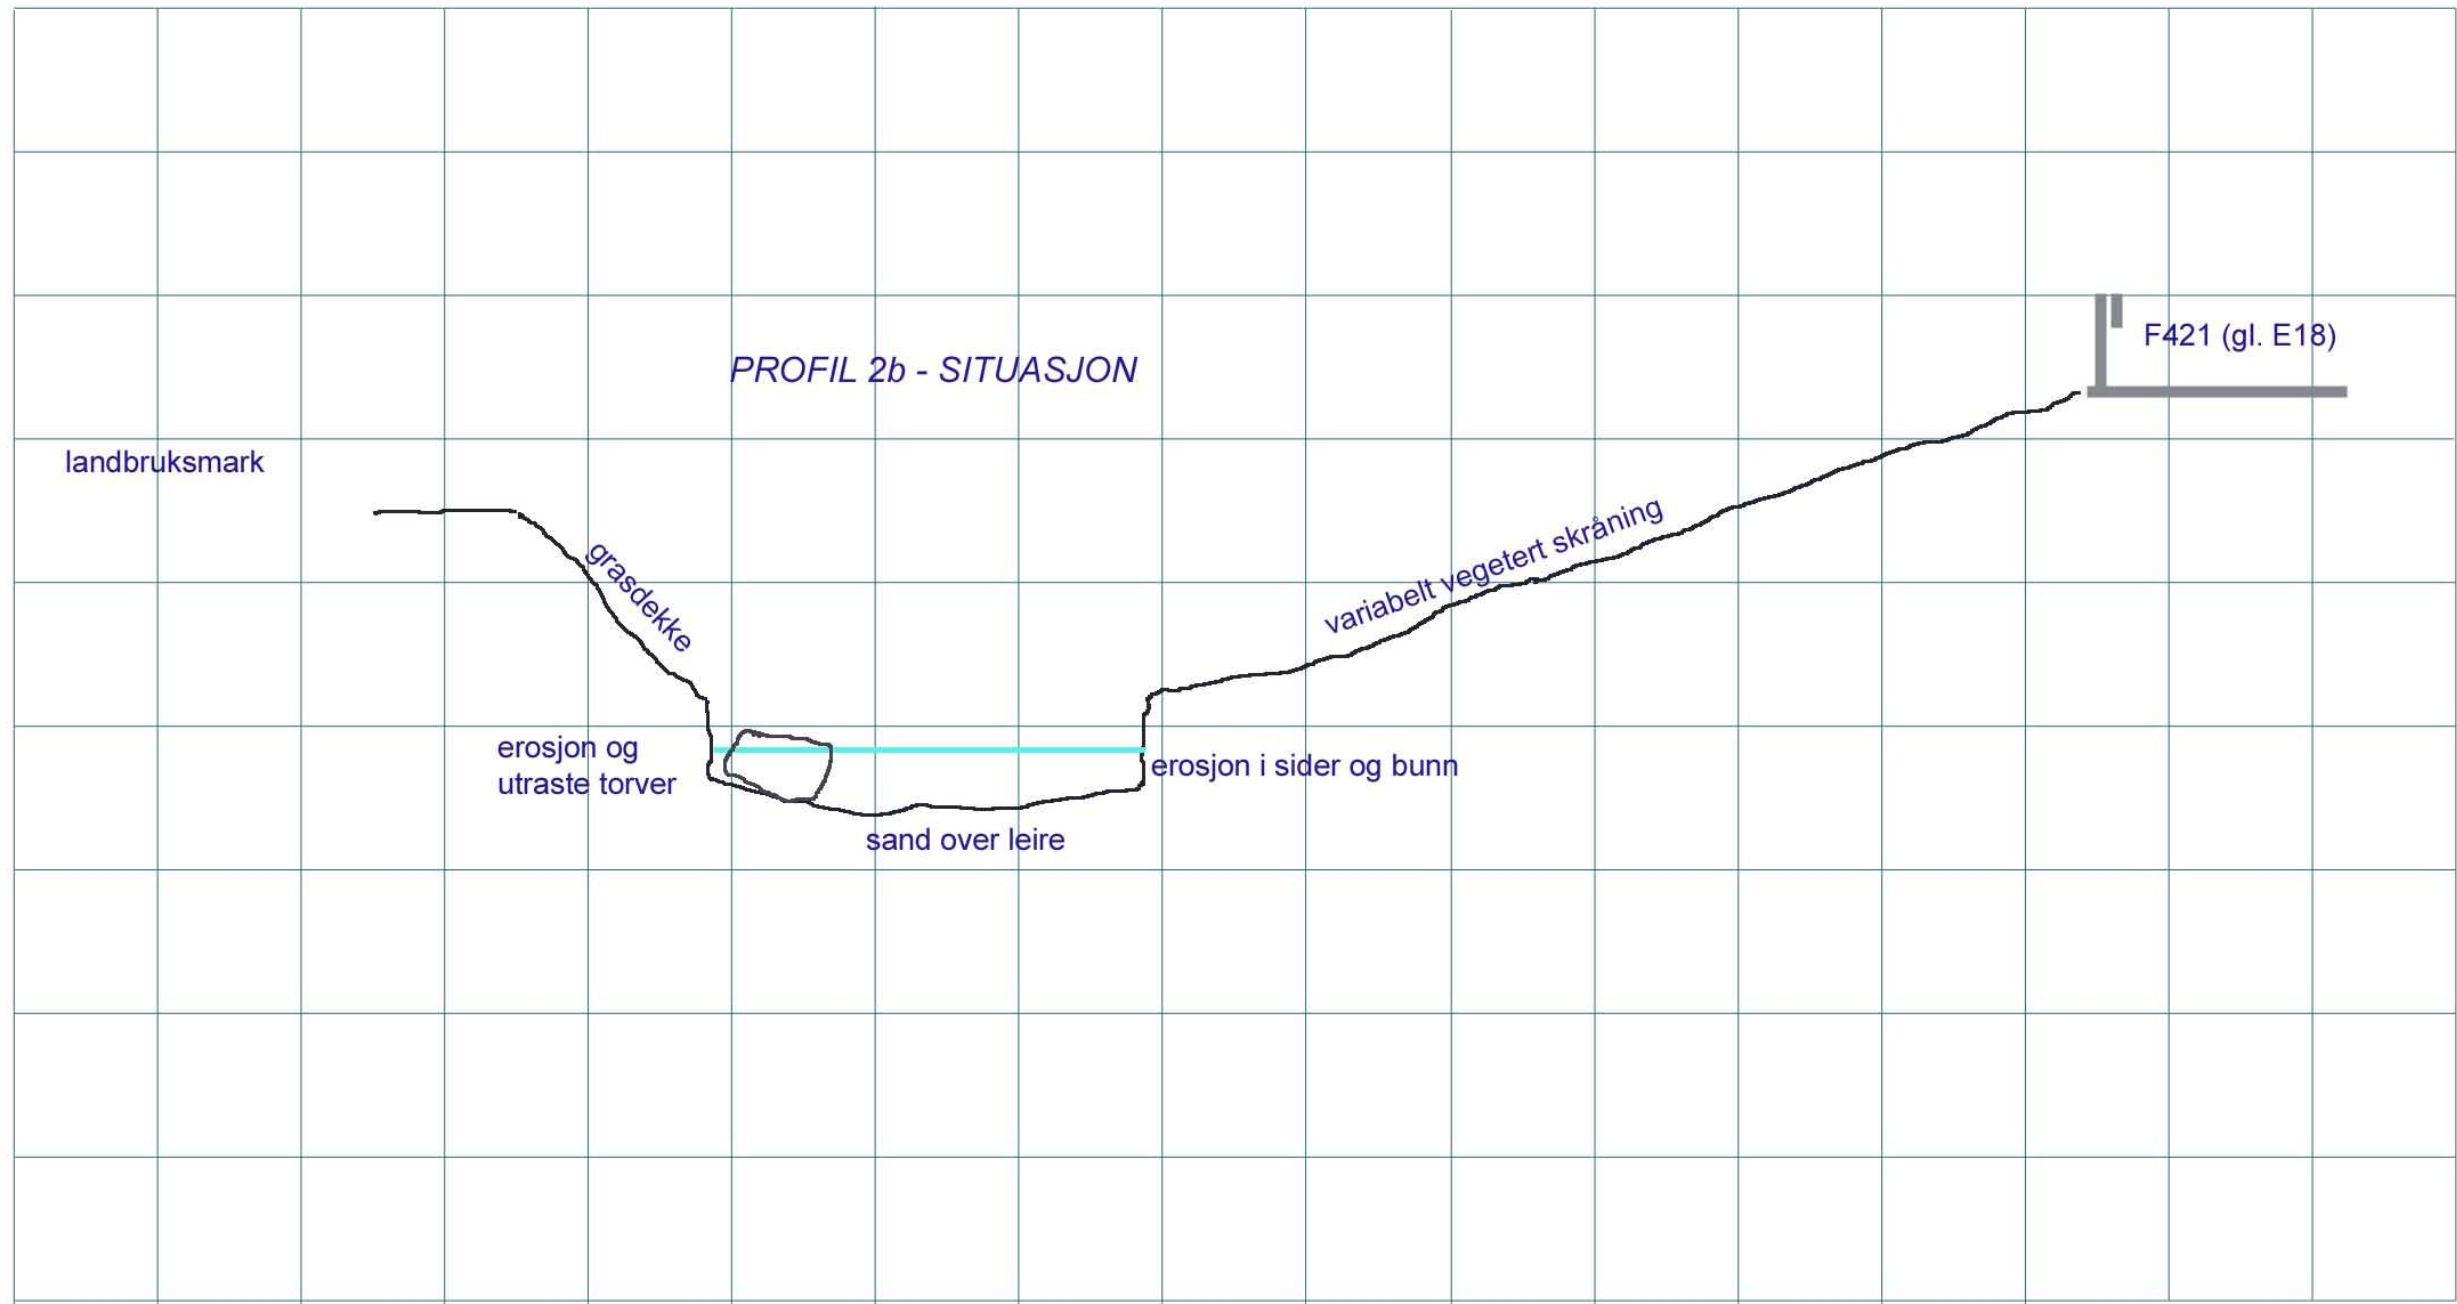 F421 (gl. E18)
PROFIL 2b - SITUASJON
landbruksmark
grasdekke
variabelt vegetert skråning
erosjon og
utraste torver
erosjon i sider og bunn
sand over leire